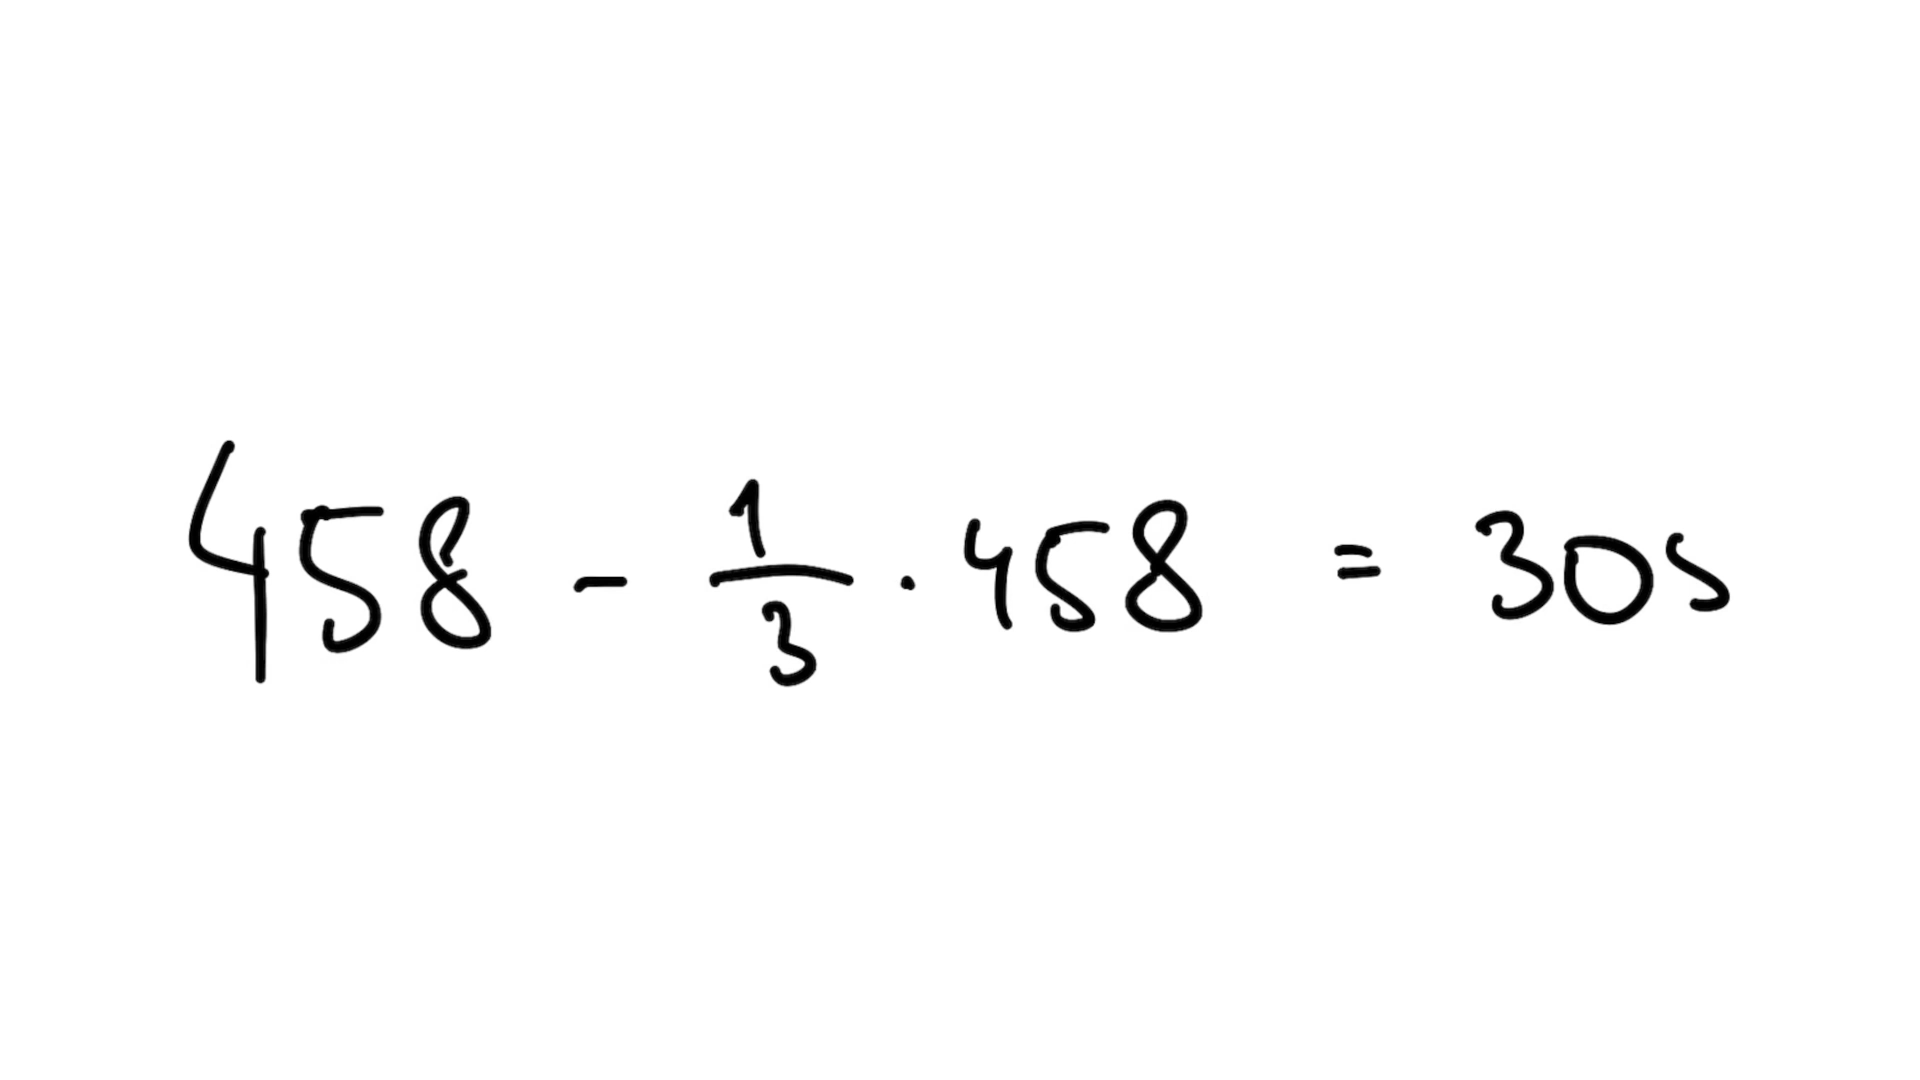 458 - 1/3 · 458 = 305